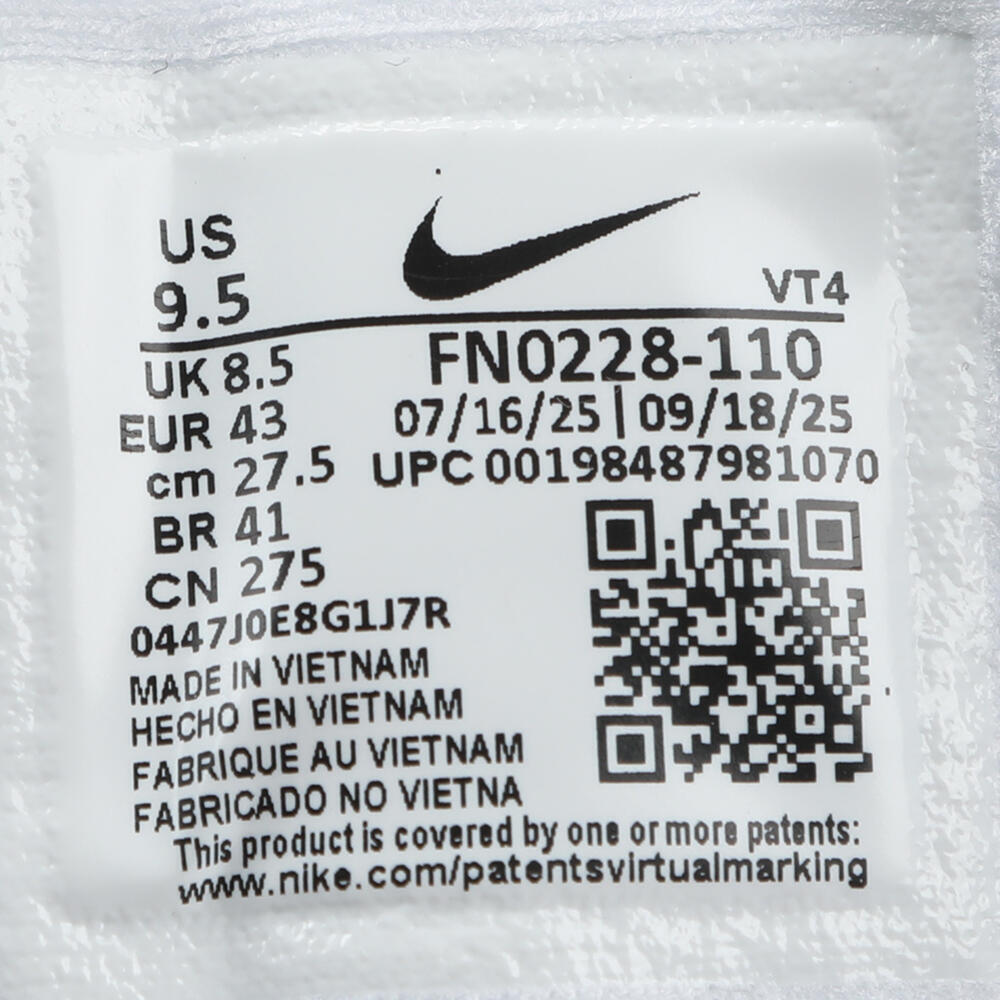 US
9.5
VT4
UK 8.5
FN0228-110
EUR 43
07/16/25 | 09/18/25
cm 27.5
UPC 00198487981070
BR 41
CN 275
0447J0E8G1J7R
MADE IN VIETNAM
HECHO EN VIETNAM
FABRIQUE AU VIETNAM
FABRICADO NO VIETNA
This product is covered by one or more patents:
www.nike.com/patentsvirtualmarking